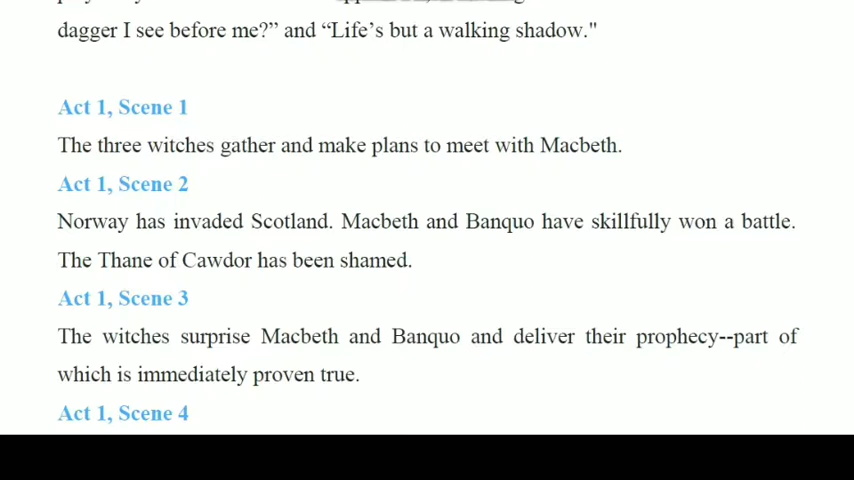 dagger I see before me?” and “Life’s but a walking shadow."
Act 1, Scene 1
The three witches gather and make plans to meet with Macbeth.
Act 1, Scene 2
Norway has invaded Scotland. Macbeth and Banquo have skillfully won a battle.
The Thane of Cawdor has been shamed.
Act 1, Scene 3
The witches surprise Macbeth and Banquo and deliver their prophecy--part of
which is immediately proven true.
Act 1, Scene 4